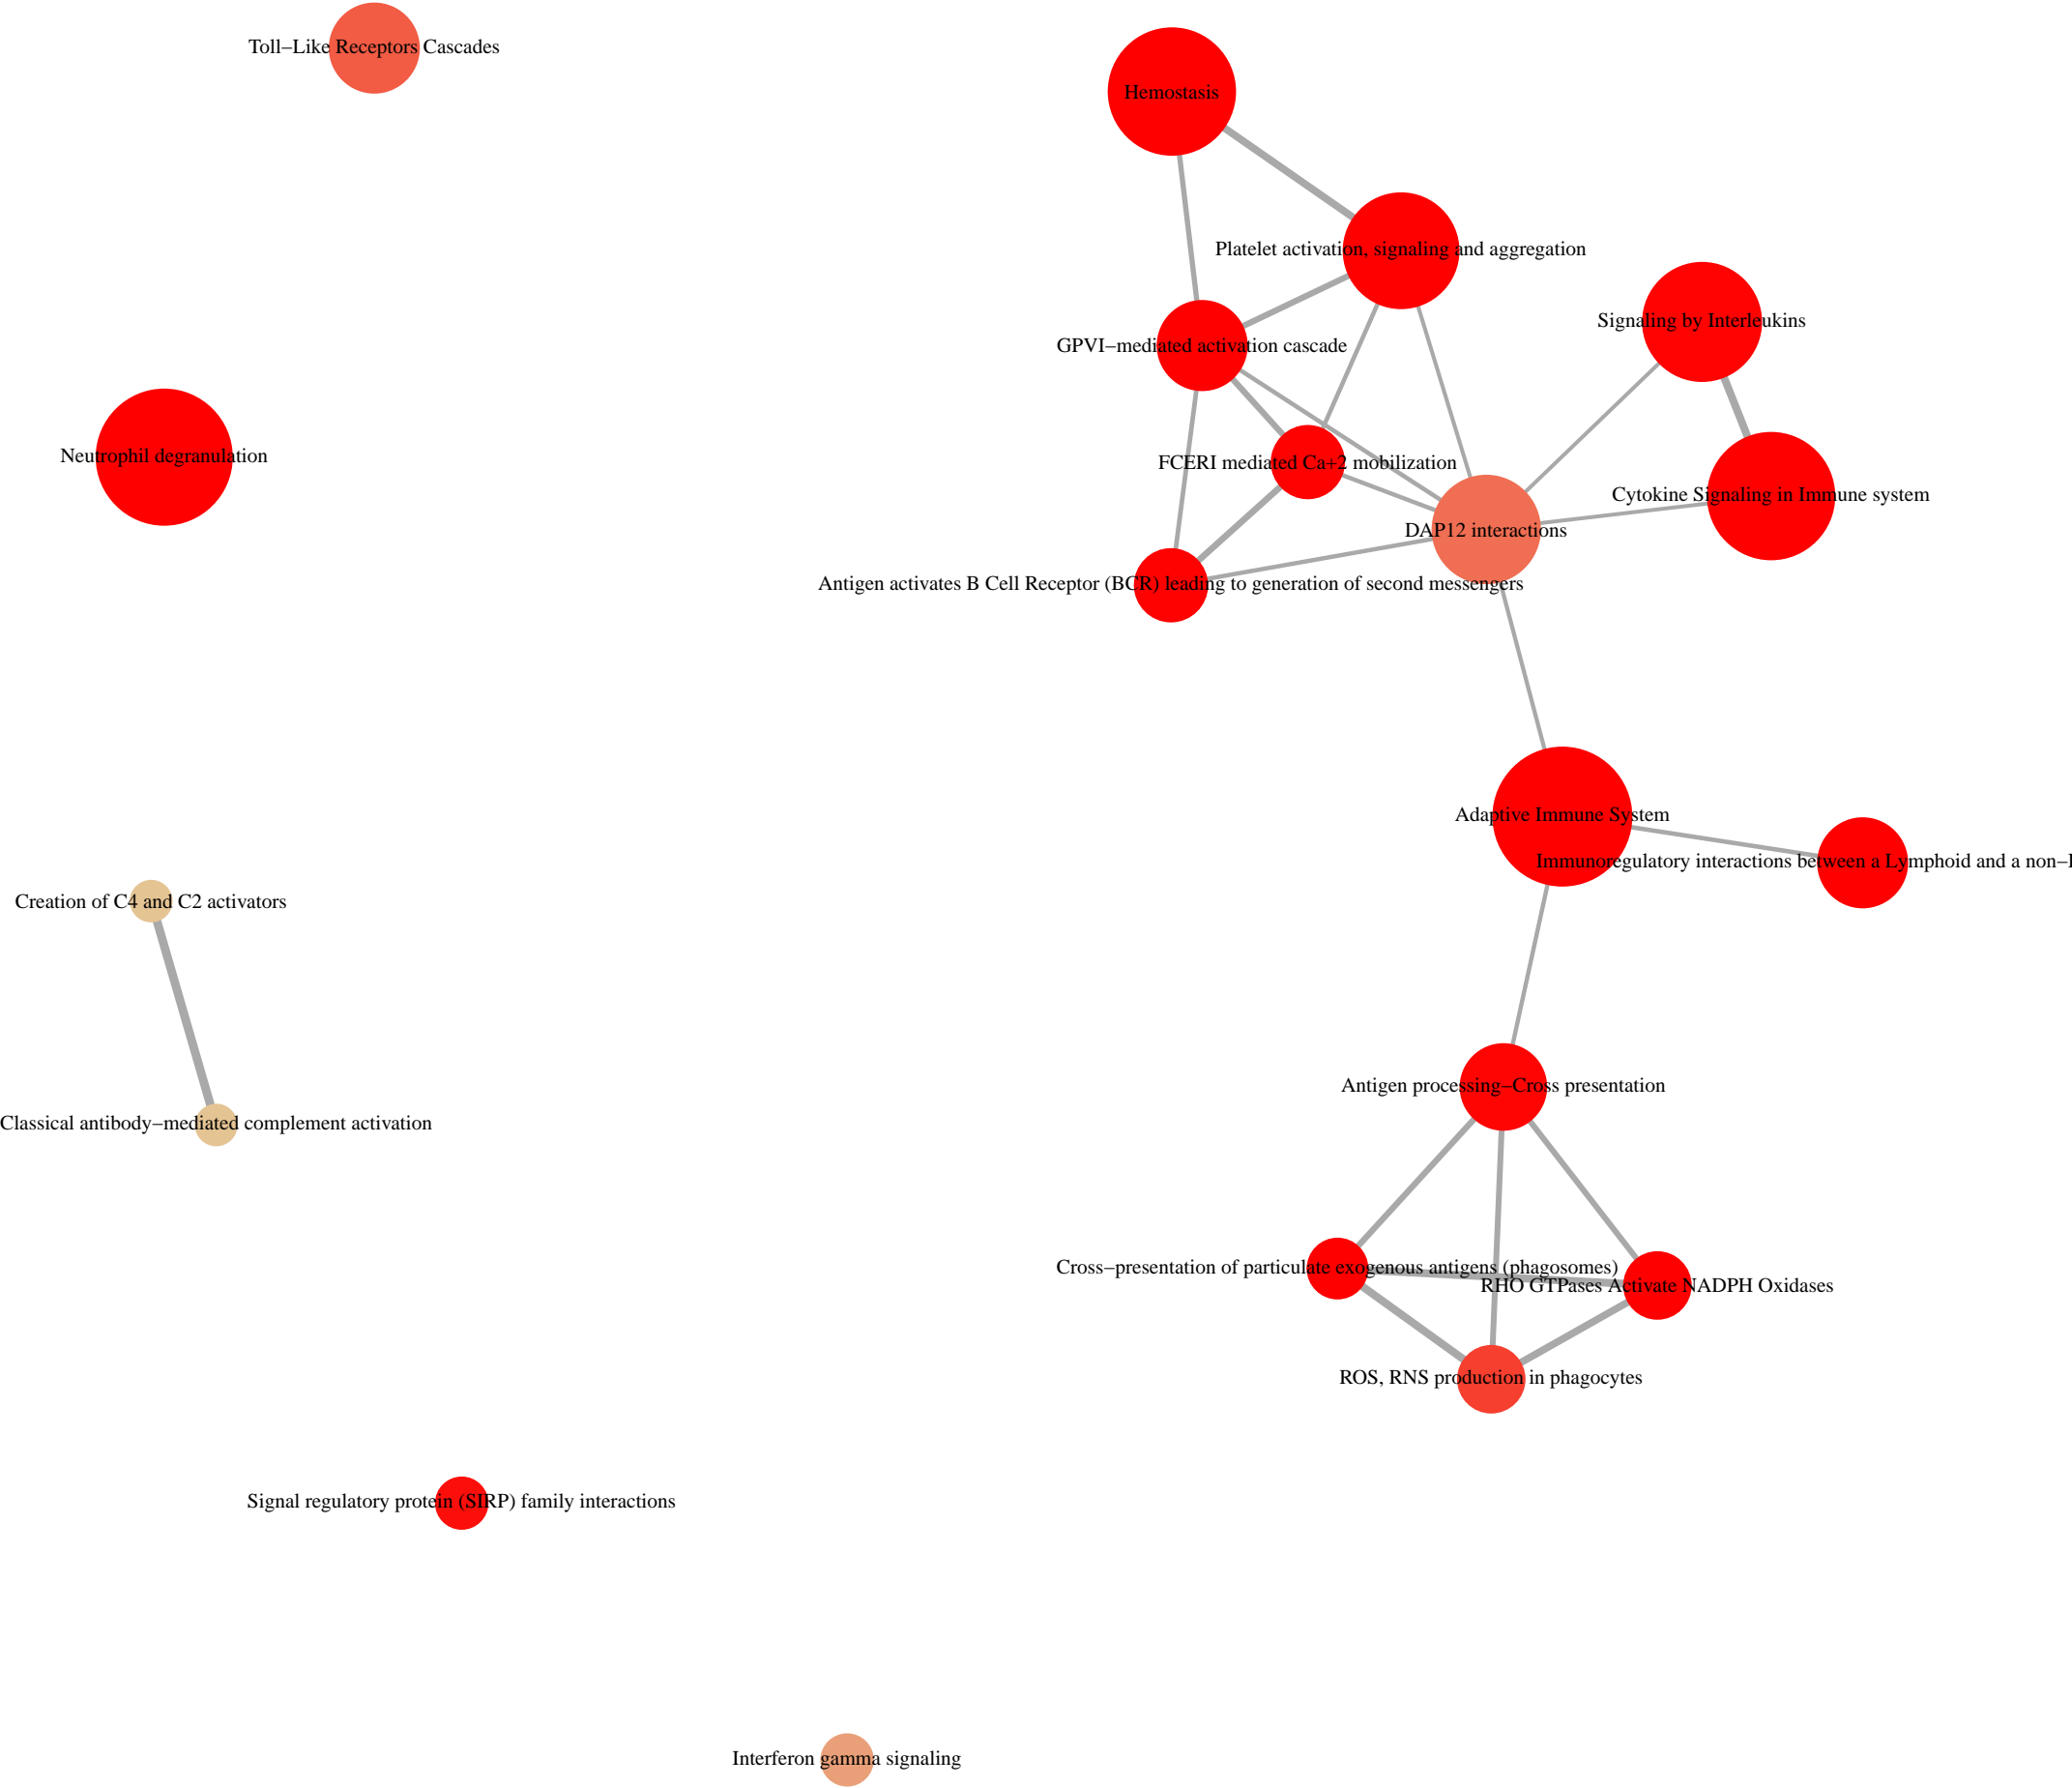 Toll−Like Receptors Cascades
Hemostasis
Platelet activation, signaling and aggregation
Signaling by Interleukins
GPVI−mediated activation cascade
Neutrophil degranulation
FCERI mediated Ca+2 mobilization
Cytokine Signaling in Immune system
DAP12 interactions
Antigen activates B Cell Receptor (BCR) leading to generation of second messengers
Adaptive Immune System
Immunoregulatory interactions between a Lymphoid and a non−
Creation of C4 and C2 activators
Antigen processing−Cross presentation
Classical antibody−mediated complement activation
Cross−presentation of particulate exogenous antigens (phagosomes)
RHO GTPases Activate NADPH Oxidases
ROS, RNS production in phagocytes
Signal regulatory protein (SIRP) family interactions
Interferon gamma signaling